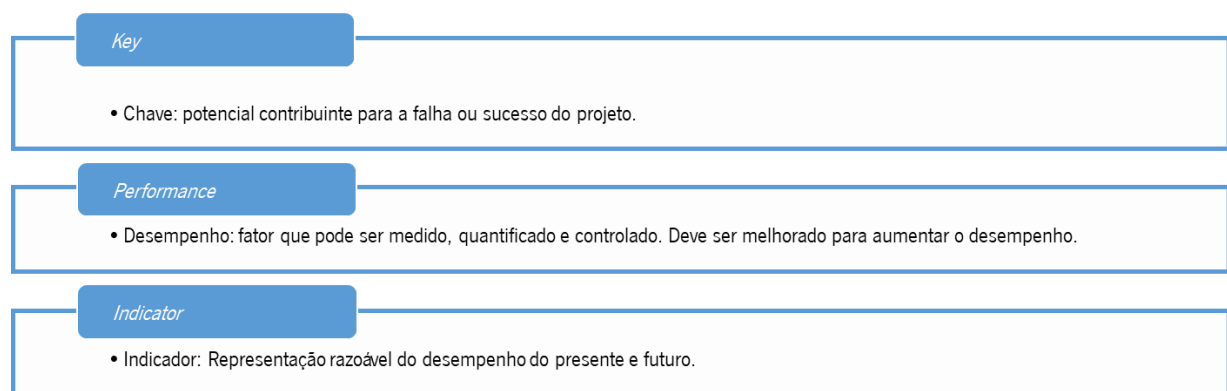 Key
• Chave: potencial contribuinte para a falha ou sucesso do projeto.
Performance
• Desempenho: fator que pode ser medido, quantificado e controlado. Deve ser melhorado para aumentar o desempenho.
Indicator
• Indicador: Representação razoável do desempenho do presente e futuro.